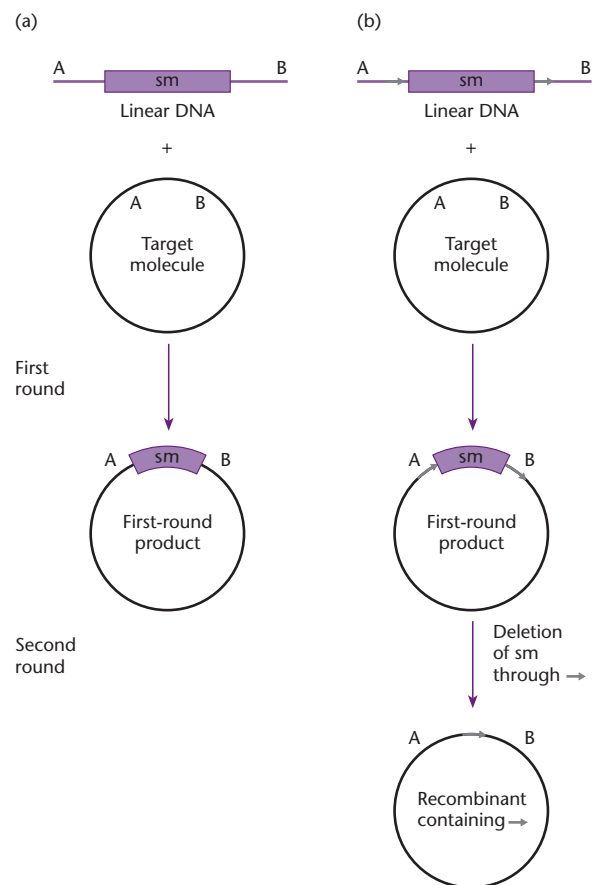 (a)
A
B
sm
Linear DNA
+
A B
Target
molecule
First
round
A
sm
B
First-round
product
Second
round
(b)
A
B
sm
Linear DNA
+
A B
Target
molecule
A
sm
B
First-round
product
Deletion
of sm
through →
A
B
Recombinant
containing →